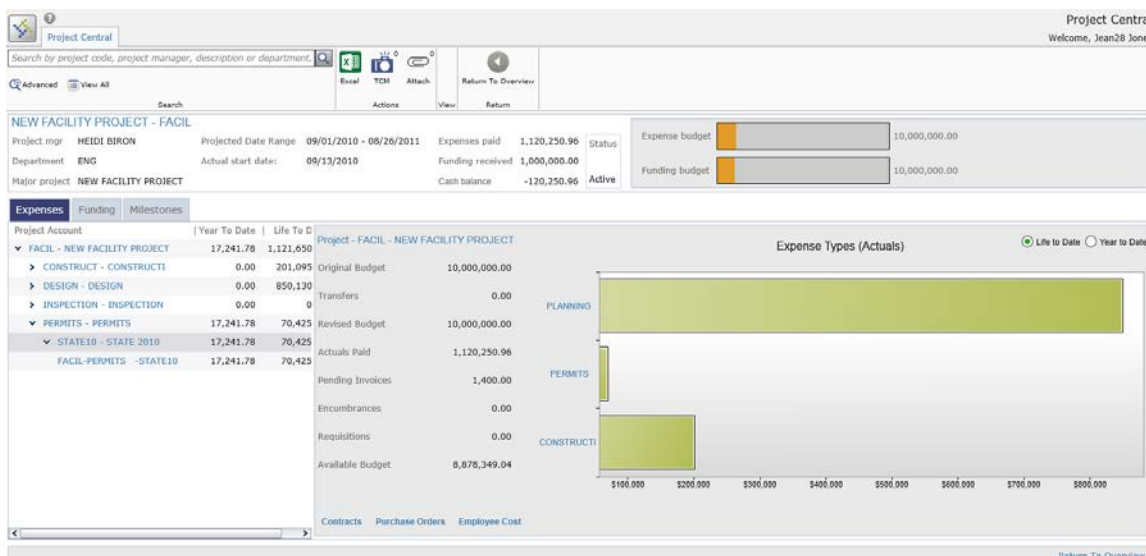 Project Centra
Project Central
Welcome, Jean28 Jone
Search by project code, project manager, description or department.
Advanced View All
Search
Excel TCM Attach
0 0
Actions
View
Return To Overview
Return
NEW FACILITY PROJECT - FACIL
Project mgr HEIDI BIRON Projected Date Range 09/01/2010 - 08/26/2011 Expenses paid 1,120,250.96 Status
Department ENG Actual start date: 09/13/2010 Funding received 1,000,000.00
Major project NEW FACILITY PROJECT Cash balance -120,250.96 Active
Expense budget 10,000,000.00
Funding budget 10,000,000.00
Expenses Funding Milestones
Project Account | Year To Date | Life To D
FACIL - NEW FACILITY PROJECT 17,241.78 1,121,650
CONSTRUCT - CONSTRUCTI 0.00 201,095
DESIGN - DESIGN 0.00 850,130
INSPECTION - INSPECTION 0.00 0
PERMITS - PERMITS 17,241.78 70,425
STATE10 - STATE 2010 17,241.78 70,425
FACIL-PERMITS -STATE10 17,241.78 70,425
Project - FACIL - NEW FACILITY PROJECT
Original Budget 10,000,000.00
Transfers 0.00
Revised Budget 10,000,000.00
Actuals Paid 1,120,250.96
Pending Invoices 1,400.00
Encumbrances 0.00
Requisitions 0.00
Available Budget 8,878,349.04
Contracts Purchase Orders Employee Cost
Expense Types (Actuals)
Life to Date Year to Date
PLANNING
PERMITS
CONSTRUCTI
$100,000 $200,000 $300,000 $400,000 $500,000 $600,000 $700,000 $800,000
Return To Overview